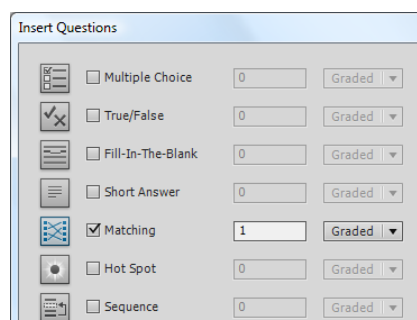 Insert Questions
Multiple Choice 0 Graded
True/False 0 Graded
Fill-In-The-Blank 0 Graded
Short Answer 0 Graded
Matching 1 Graded
Hot Spot 0 Graded
Sequence 0 Graded